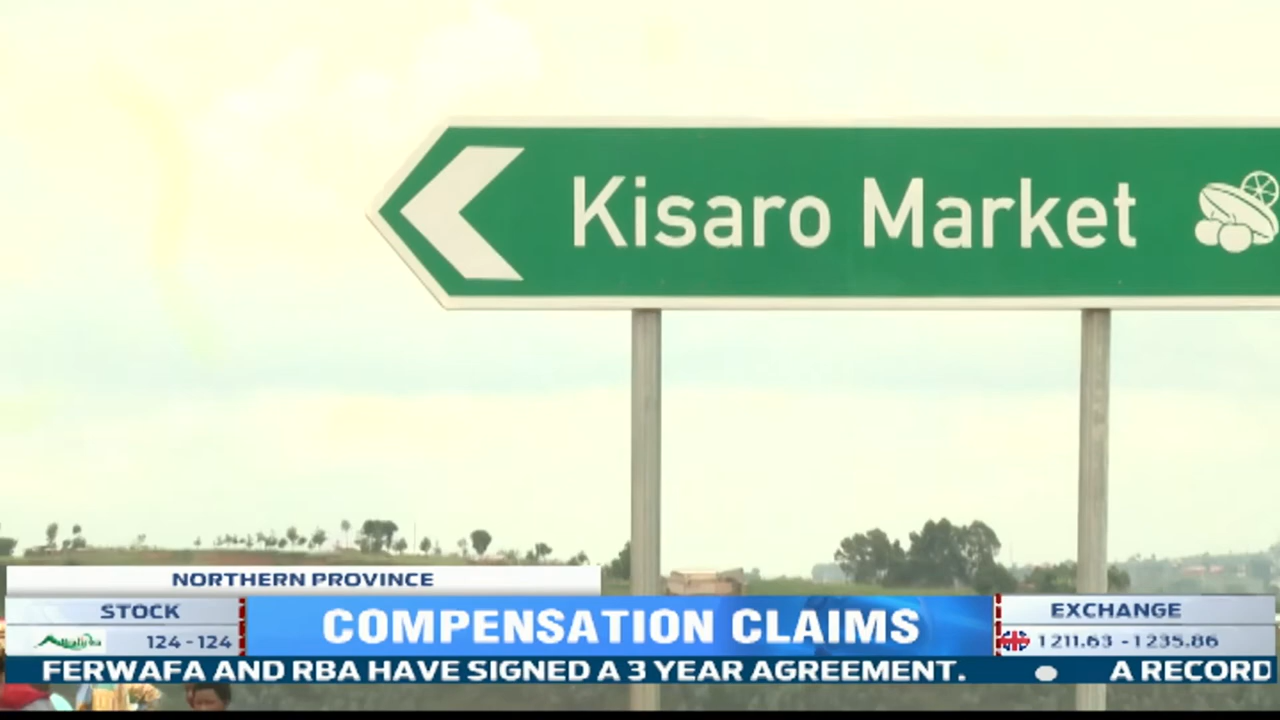 Kisaro Market
NORTHERN PROVINCE
STOCK
124 - 124
COMPENSATION CLAIMS
EXCHANGE
1211.63 - 1235.86
FERWAFA AND RBA HAVE SIGNED A 3 YEAR AGREEMENT. A RECORD